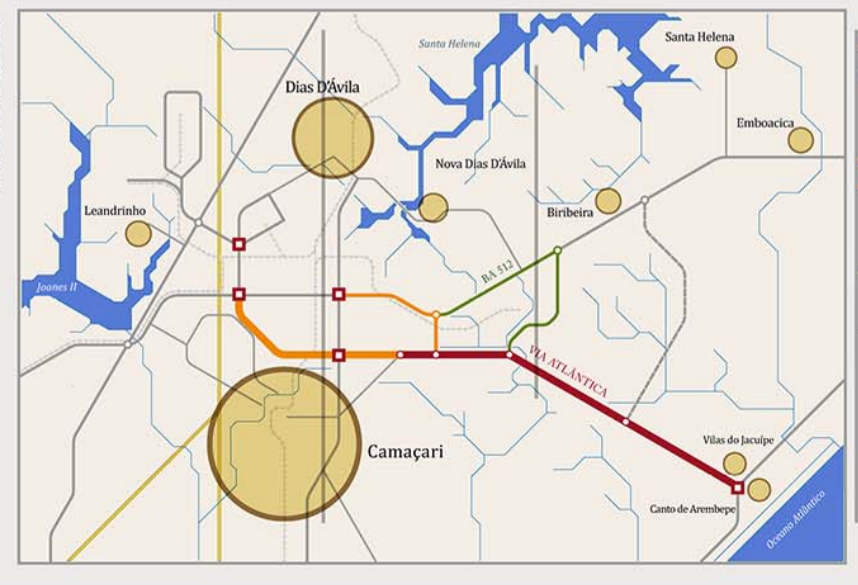 Santa Helena
Santa Helena
Dias D'Ávila
Emboacica
Nova Dias D'Ávila
Leandrinho
Biribeira
BA 512
Joanes II
VIA ATLÂNTICA
Vilas do Jacuípe
Camaçari
Canto de Arembepe
Oceano Atlântico